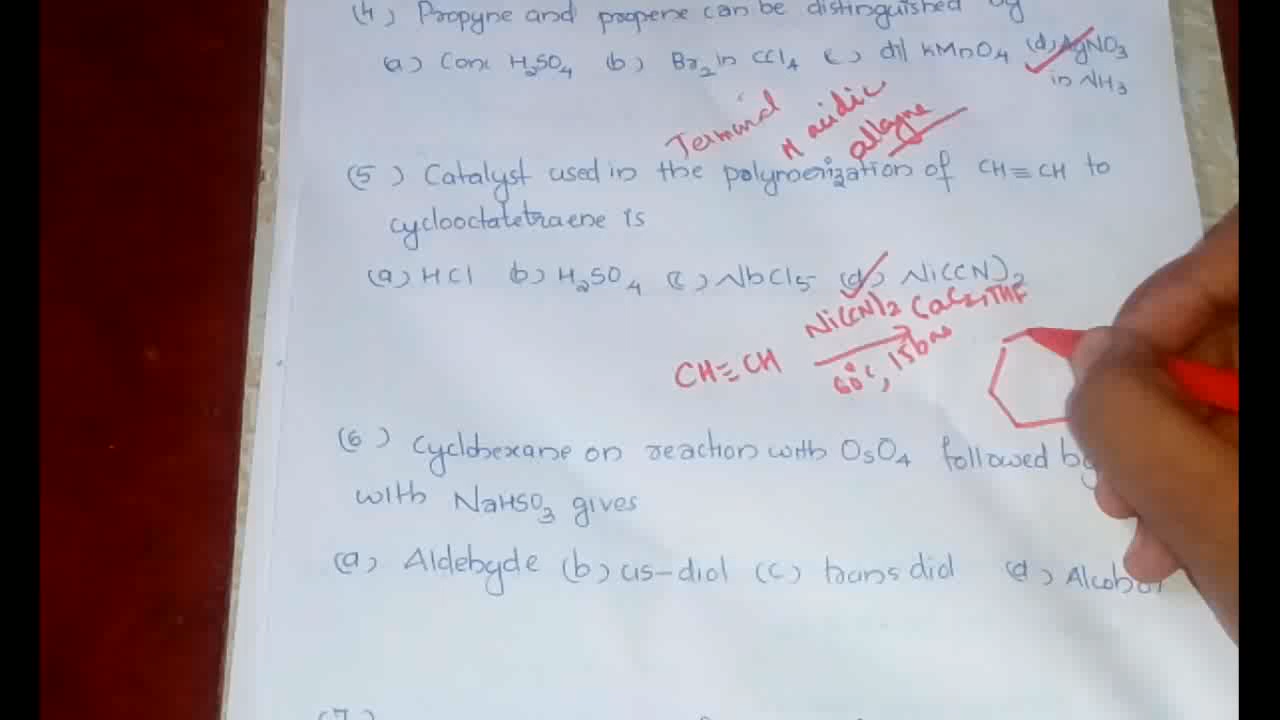 (4) Propyne and propene can be distinguished by
(a) Conc H2SO4 (b) Br2 in CCl4 (c) dil KMnO4 (d) AgNO3
in NH3
Terminal
H acidic
alkyne
(5) Catalyst used in the polymerization of CH≡CH to
cyclooctatetraene is
(a) HCl (b) H2SO4 (c) NbCl5 (d) Ni(CN)2
CH≡CH
Ni(CN)2
60°C, 15bar
(6) Cyclohexane on reaction with OsO4 followed by
with NaHSO3 gives
(a) Aldehyde (b) cis-diol (c) trans diol (d) Alcohol
(7)